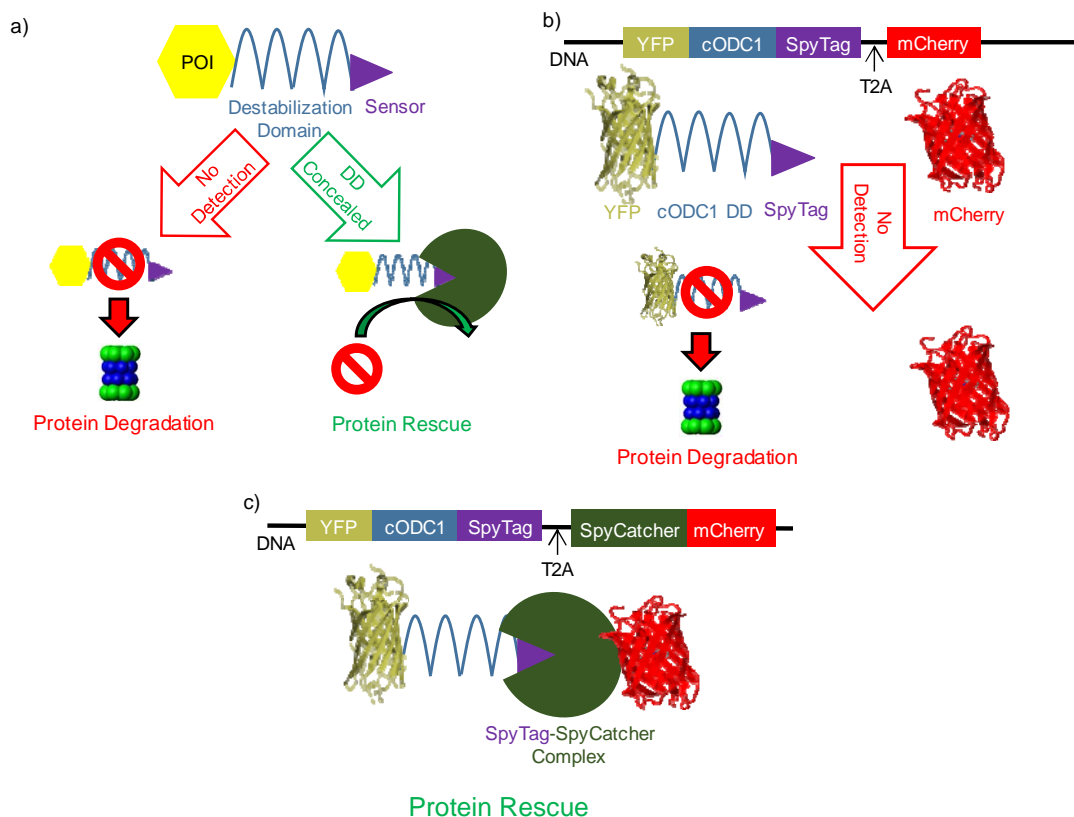 a)
POI
Destabilization
Domain
Sensor
No
Detection
DD
Concealed
Protein Degradation
Protein Rescue
b)
YFP cODC1 SpyTag mCherry
DNA
T2A
YFP cODC1 DD SpyTag
mCherry
No
Detection
Protein Degradation
c)
YFP cODC1 SpyTag SpyCatcher mCherry
DNA
T2A
SpyTag-SpyCatcher
Complex
Protein Rescue